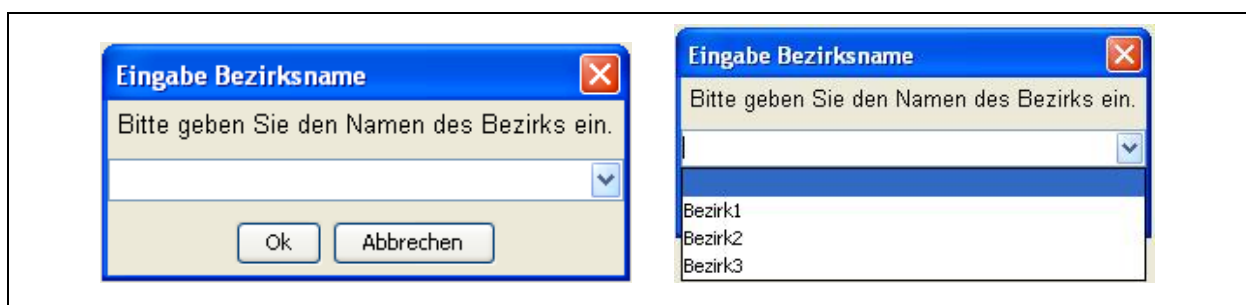 Eingabe Bezirksname
Bitte geben Sie den Namen des Bezirks ein.
Ok Abbrechen
Eingabe Bezirksname
Bitte geben Sie den Namen des Bezirks ein.
Bezirk1
Bezirk2
Bezirk3